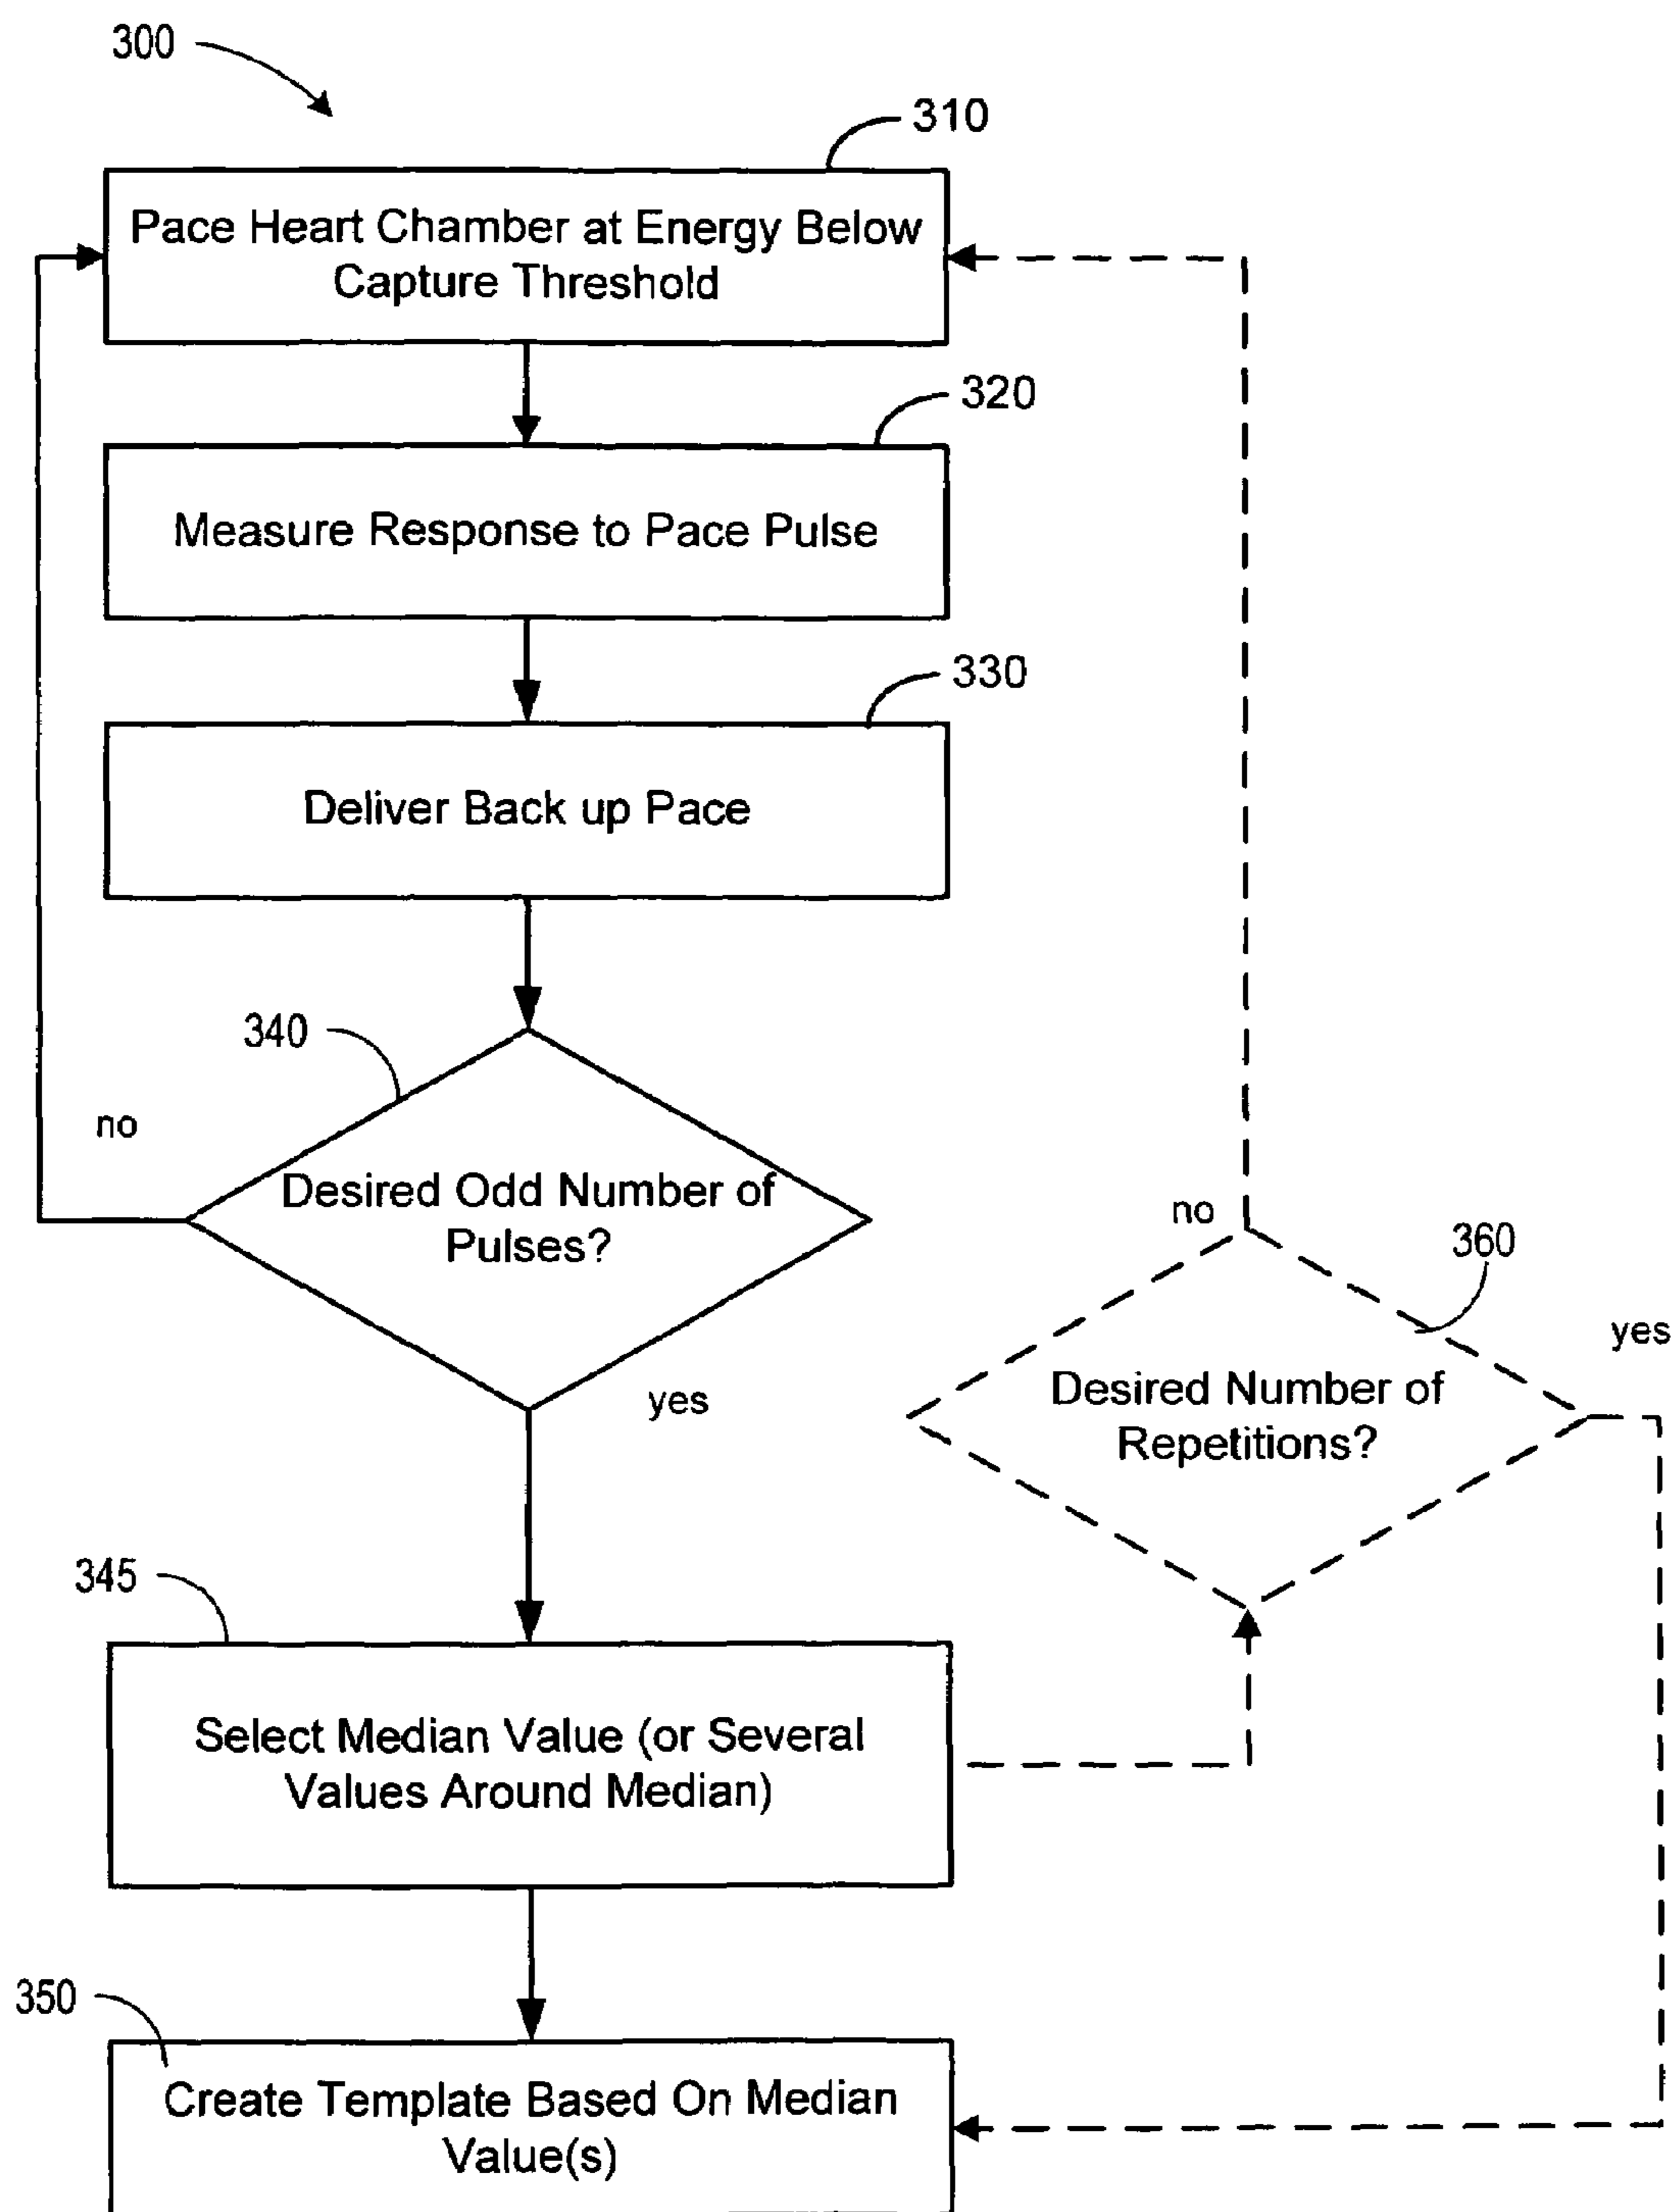 300
310
Pace Heart Chamber at Energy Below
Capture Threshold
320
Measure Response to Pace Pulse
330
Deliver Back up Pace
340
no
Desired Odd Number of
Pulses?
yes
no
360
yes
Desired Number of
Repetitions?
345
Select Median Value (or Several
Values Around Median)
350
Create Template Based On Median
Value(s)